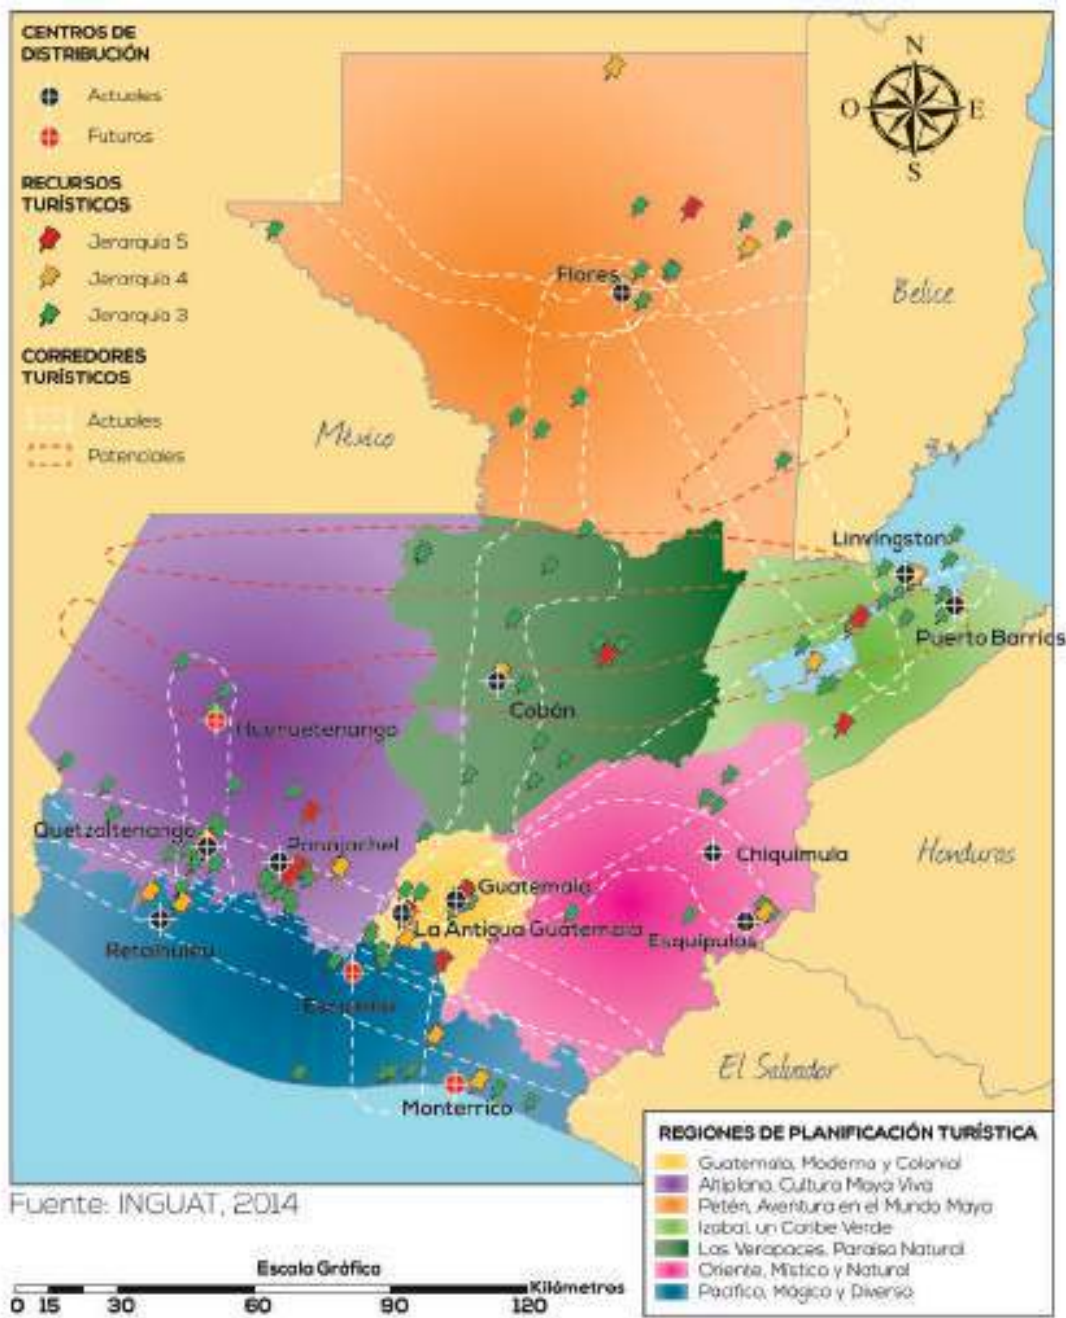 CENTROS DE
DISTRIBUCIÓN
Actuales
Futuros
RECURSOS
TURÍSTICOS
Jerarquía 5
Jerarquía 4
Jerarquía 3
CORREDORES
TURÍSTICOS
Actuales
Potenciales
N
O
E
S
Flores
Belice
México
Linvingston
Puerto Barrios
Cobán
Huehuetenango
Quetzaltenango
Panajachel
Chiquimula
Honduras
Guatemala
La Antigua Guatemala
Esquipulas
Retalhuleu
Escuintla
El Salvador
Monterrico
REGIONES DE PLANIFICACIÓN TURÍSTICA
Guatemala, Moderna y Colonial
Altiplano, Cultura Maya Viva
Petén, Aventura en el Mundo Maya
Izabal, un Caribe Verde
Las Verapaces, Paraíso Natural
Oriente, Místico y Natural
Pacífico, Mágico y Diverso
Fuente: INGUAT, 2014
Escala Gráfica
Kilómetros
0 15 30 60 90 120